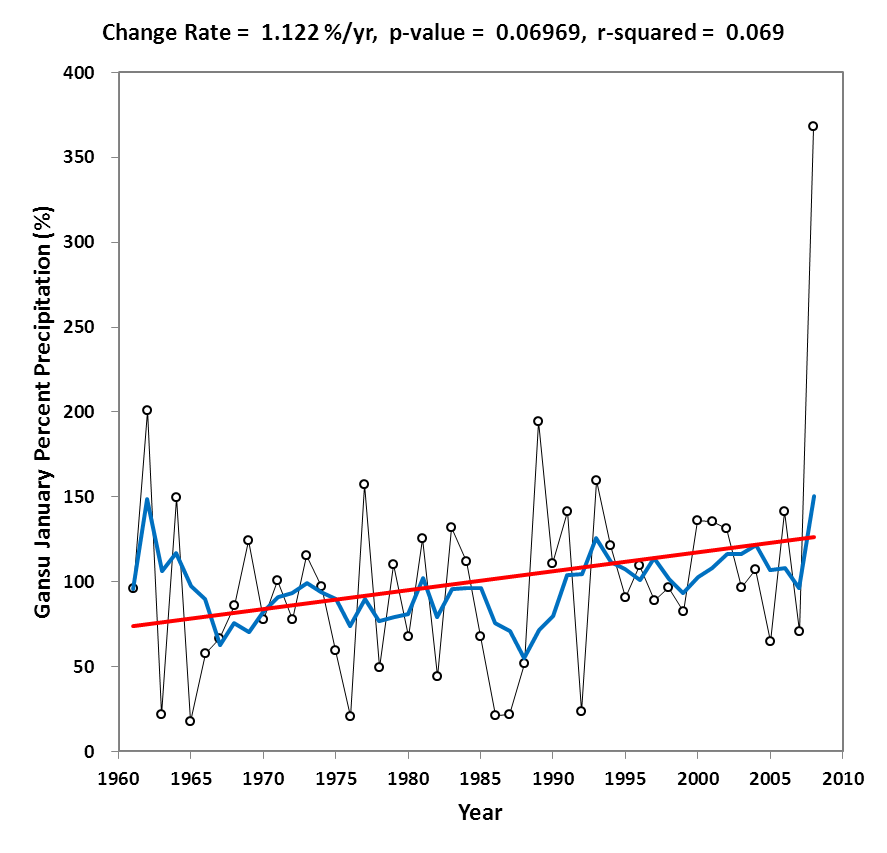 Change Rate = 1.122 %/yr, p-value = 0.06969, r-squared = 0.069
400
350
300
250
200
150
100
50
0
Gansu January Percent Precipitation (%)
1960 1965 1970 1975 1980 1985 1990 1995 2000 2005 2010
Year